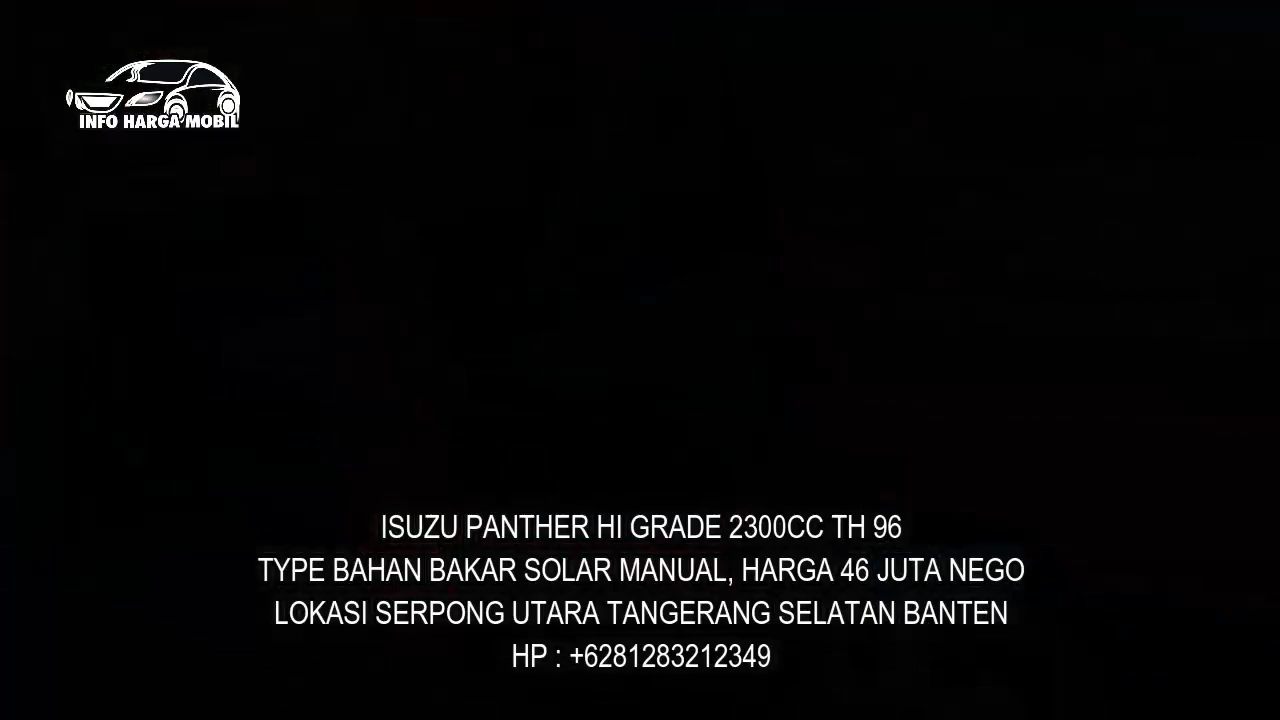 INFO HARGA MOBIL
ISUZU PANTHER HI GRADE 2300CC TH 96
TYPE BAHAN BAKAR SOLAR MANUAL, HARGA 46 JUTA NEGO
LOKASI SERPONG UTARA TANGERANG SELATAN BANTEN
HP : +6281283212349